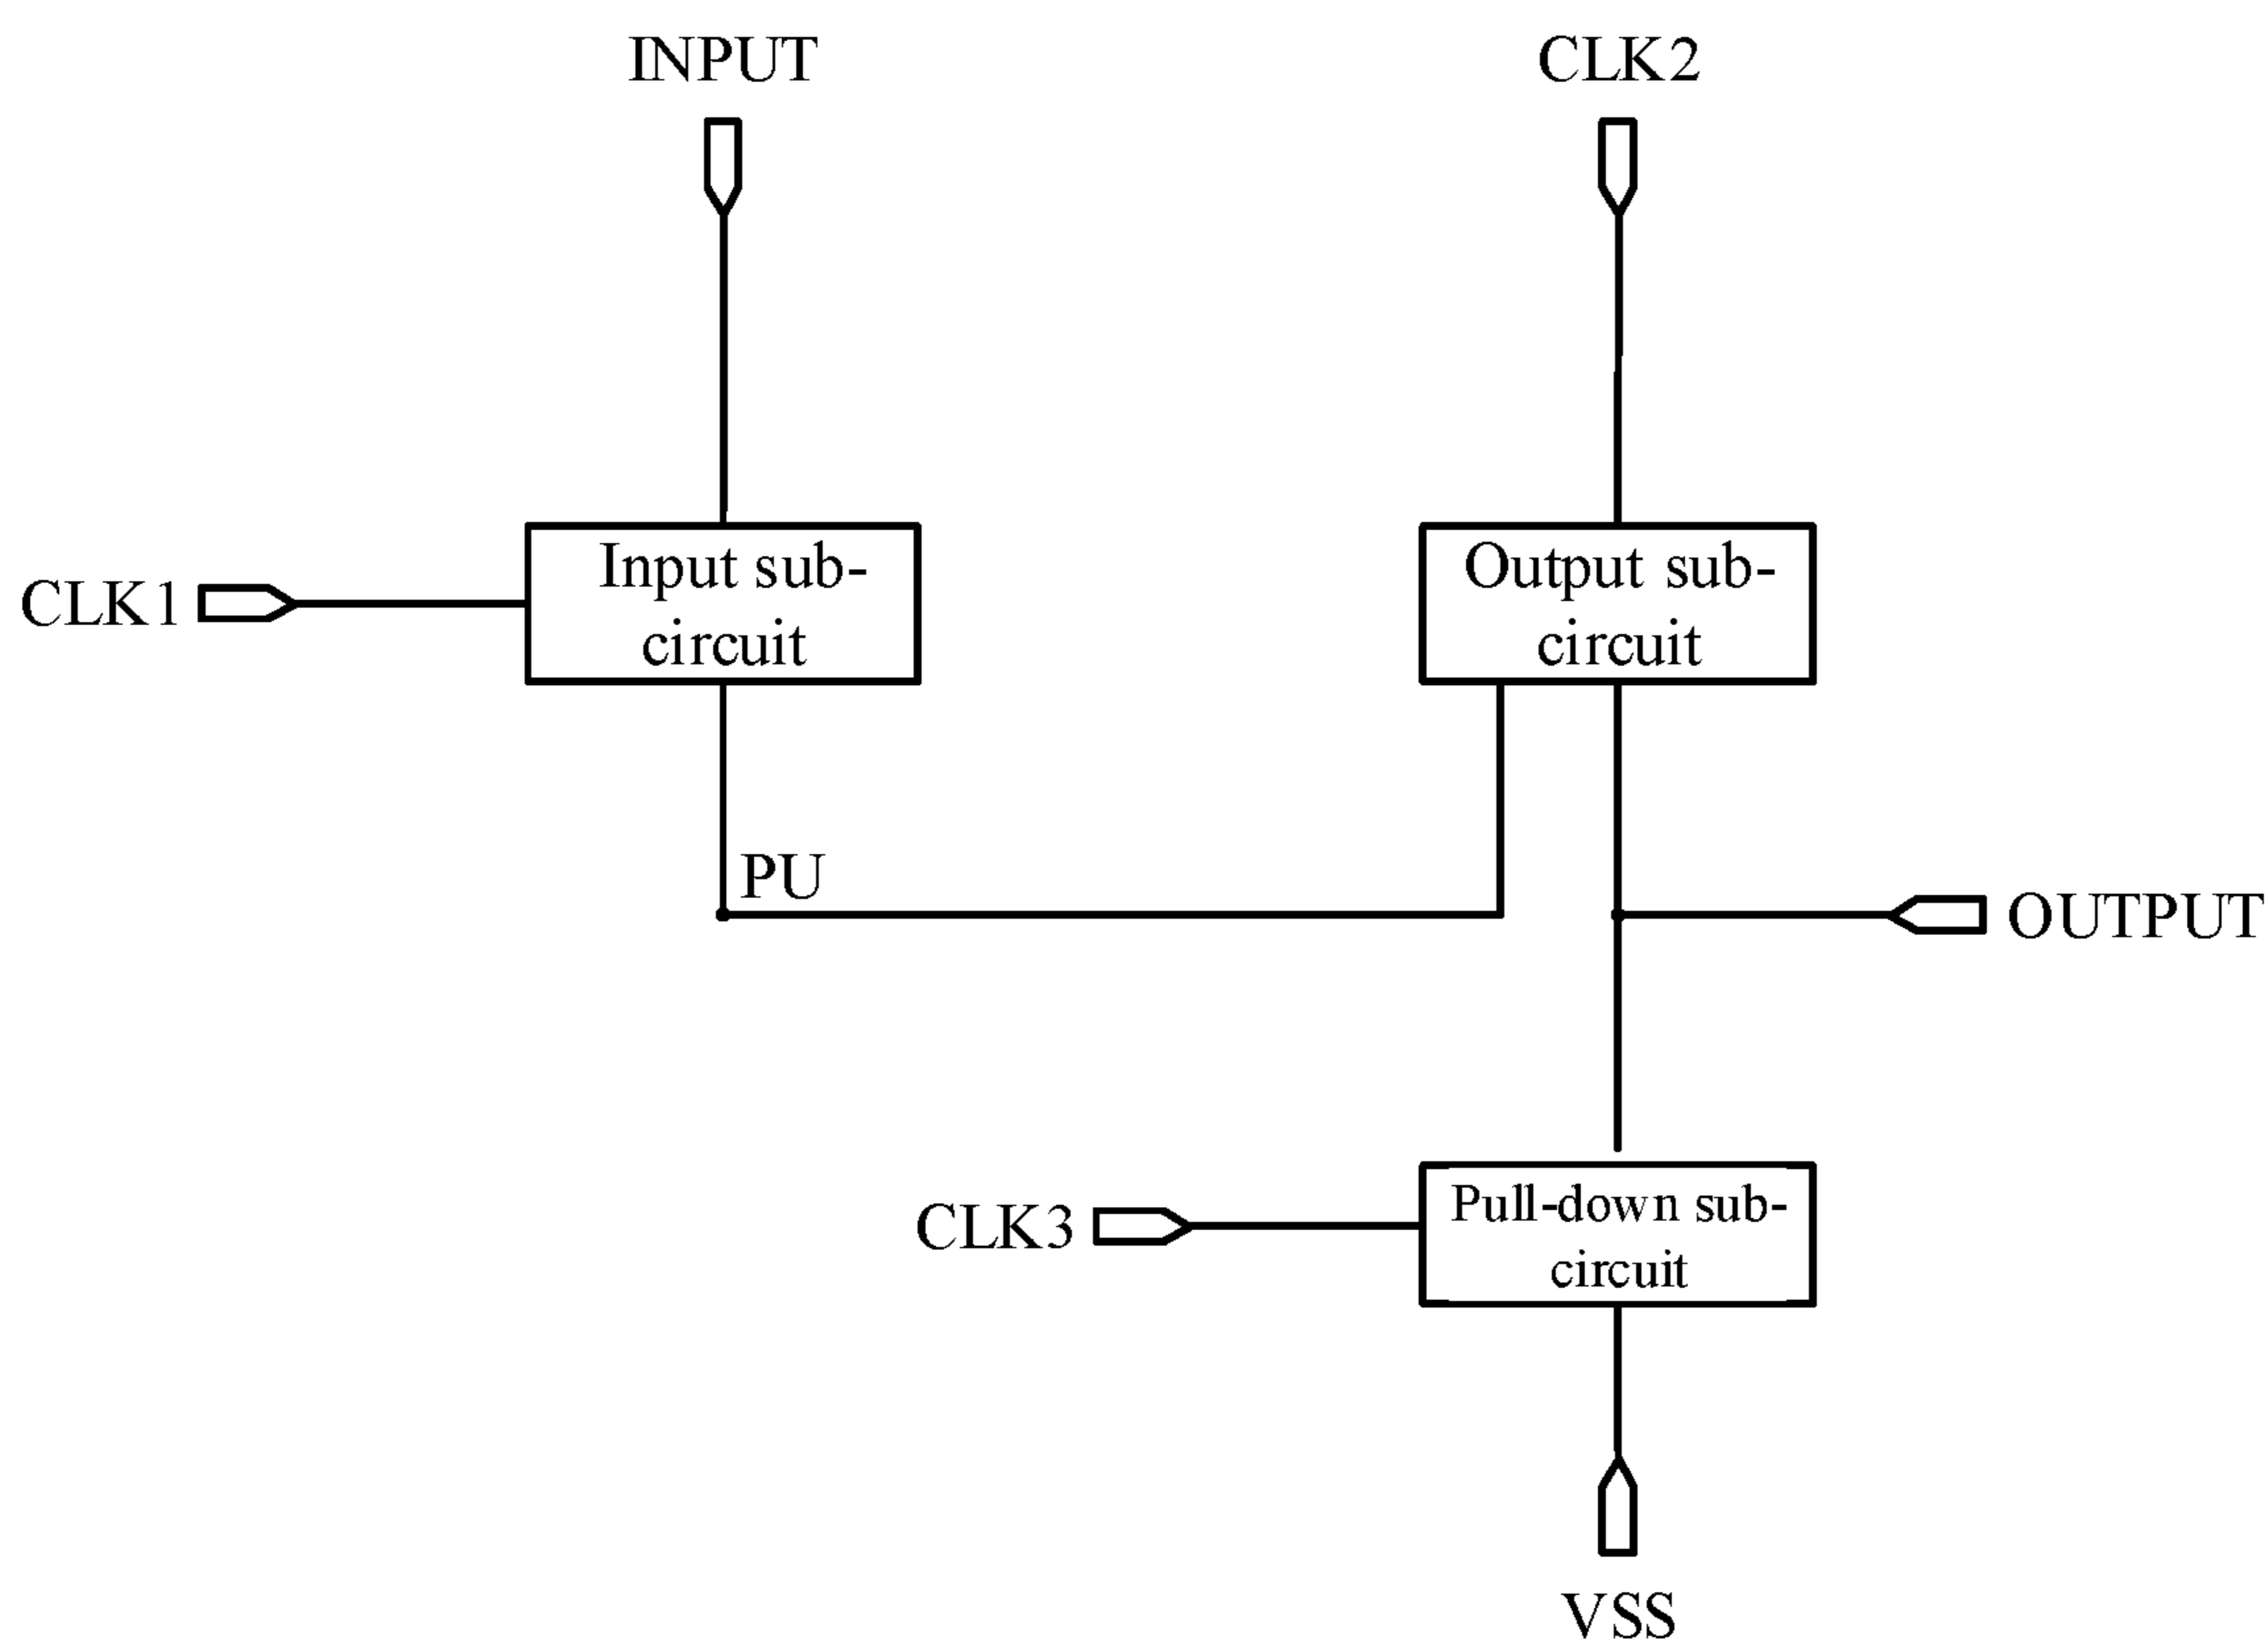 INPUT
CLK2
CLK1
Input sub-
circuit
Output sub-
circuit
PU
OUTPUT
CLK3
Pull-down sub-
circuit
VSS